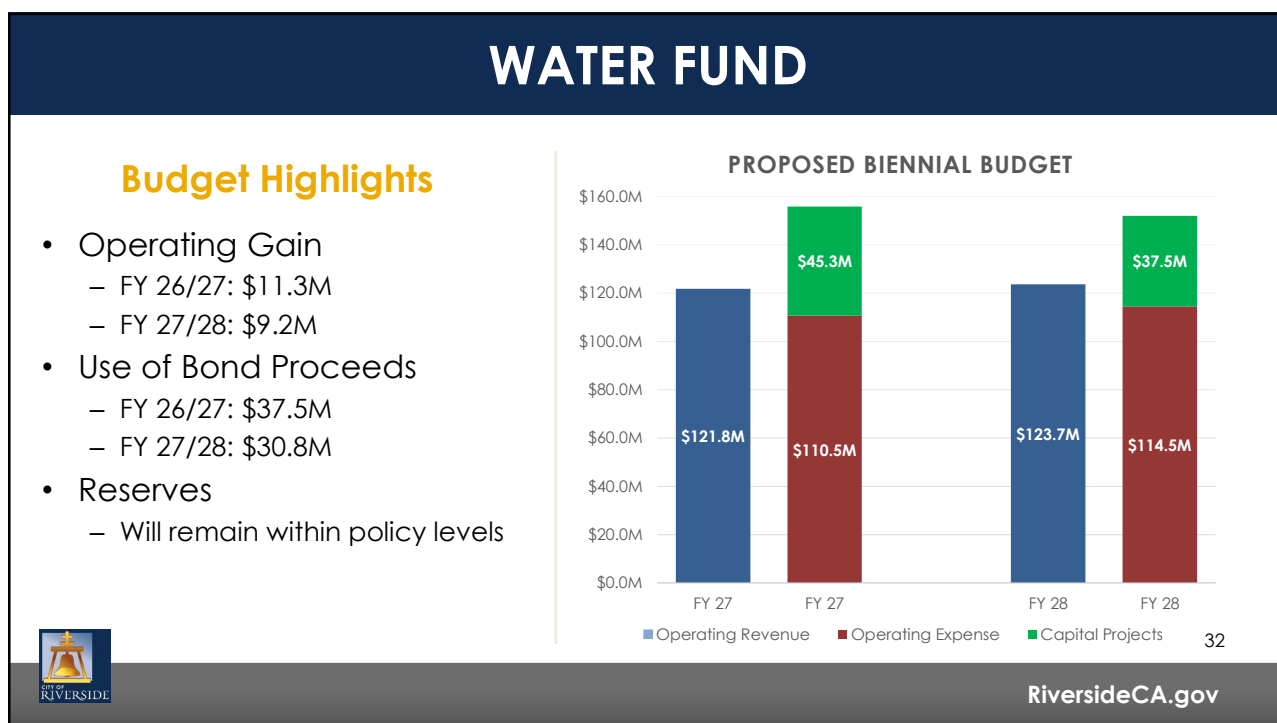 WATER FUND
Budget Highlights
• Operating Gain
– FY 26/27: $11.3M
– FY 27/28: $9.2M
• Use of Bond Proceeds
– FY 26/27: $37.5M
– FY 27/28: $30.8M
• Reserves
– Will remain within policy levels
PROPOSED BIENNIAL BUDGET
$160.0M
$140.0M
$120.0M
$100.0M
$80.0M
$60.0M
$40.0M
$20.0M
$0.0M
$121.8M
$45.3M
$110.5M
$123.7M
$37.5M
$114.5M
FY 27 FY 27 FY 28 FY 28
Operating Revenue Operating Expense Capital Projects
32
CITY OF
RIVERSIDE
RiversideCA.gov